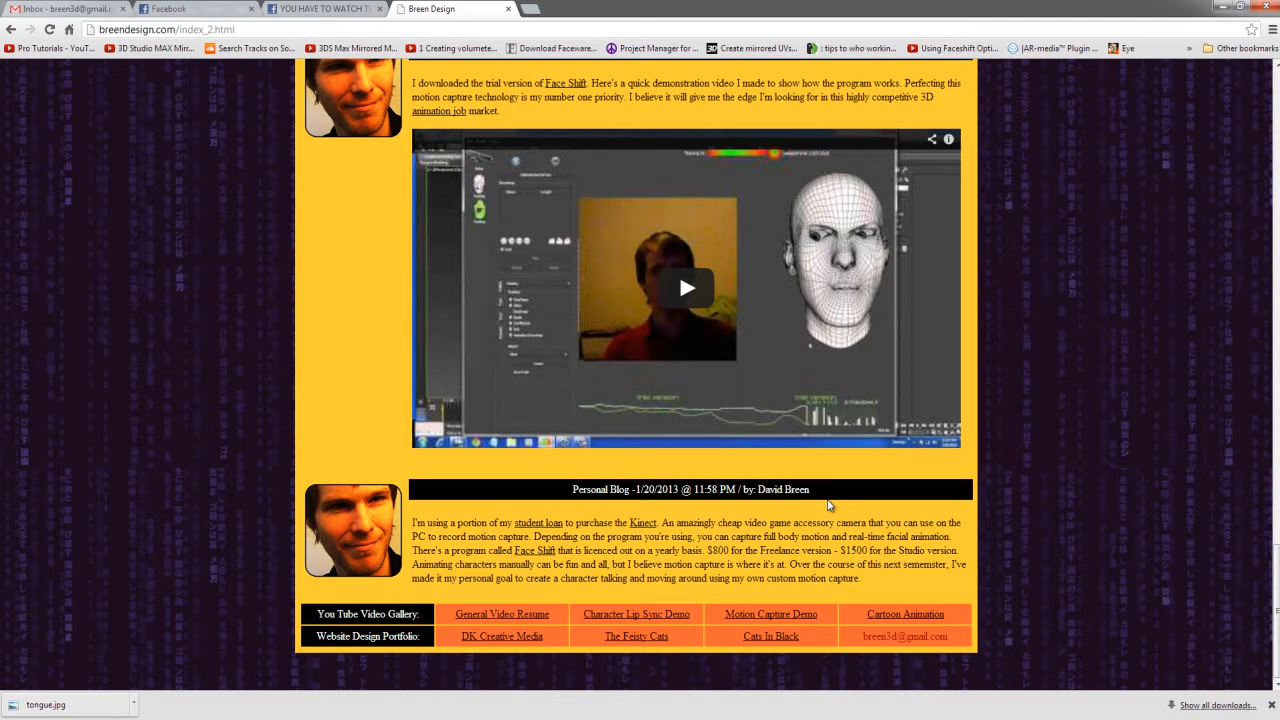 Inbox - breen3d@gmail.c
Facebook
YOU HAVE TO WATCH T
Breen Design
breendesign.com/index_2.html
Pro Tutorials - YouT...
3D Studio MAX Mirr...
Search Tracks on So...
3DS Max Mirrored M...
1 Creating volumete...
Download Faceware...
Project Manager for ...
Create mirrored UVs...
: tips to who workin...
Using Faceshift Opti...
|AR-media™ Plugin ...
Eye
»
Other bookmarks
I downloaded the trial version of Face Shift. Here's a quick demonstration video I made to show how the program works. Perfecting this
motion capture technology is my number one priority. I believe it will give me the edge I'm looking for in this highly competitive 3D
animation job market.
Personal Blog -1/20/2013 @ 11:58 PM / by: David Breen
I'm using a portion of my student loan to purchase the Kinect. An amazingly cheap video game accessory camera that you can use on the
PC to record motion capture. Depending on the program you're using, you can capture full body motion and real-time facial animation.
There's a program called Face Shift that is licenced out on a yearly basis. $800 for the Freelance version - $1500 for the Studio version.
Animating characters manually can be fun and all, but I believe motion capture is where it's at. Over the course of this next sememster, I've
made it my personal goal to create a character talking and moving around using my own custom motion capture.
You Tube Video Gallery: General Video Resume Character Lip Sync Demo Motion Capture Demo Cartoon Animation
Website Design Portfolio: DK Creative Media The Feisty Cats Cats In Black breen3d@gmail.com
tongue.jpg
Show all downloads...